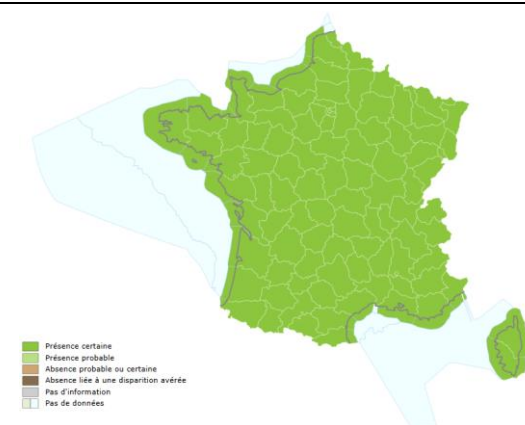 Présence certaine
Présence probable
Absence probable ou certaine
Absence liée à une disparition avérée
Pas d'information
Pas de données